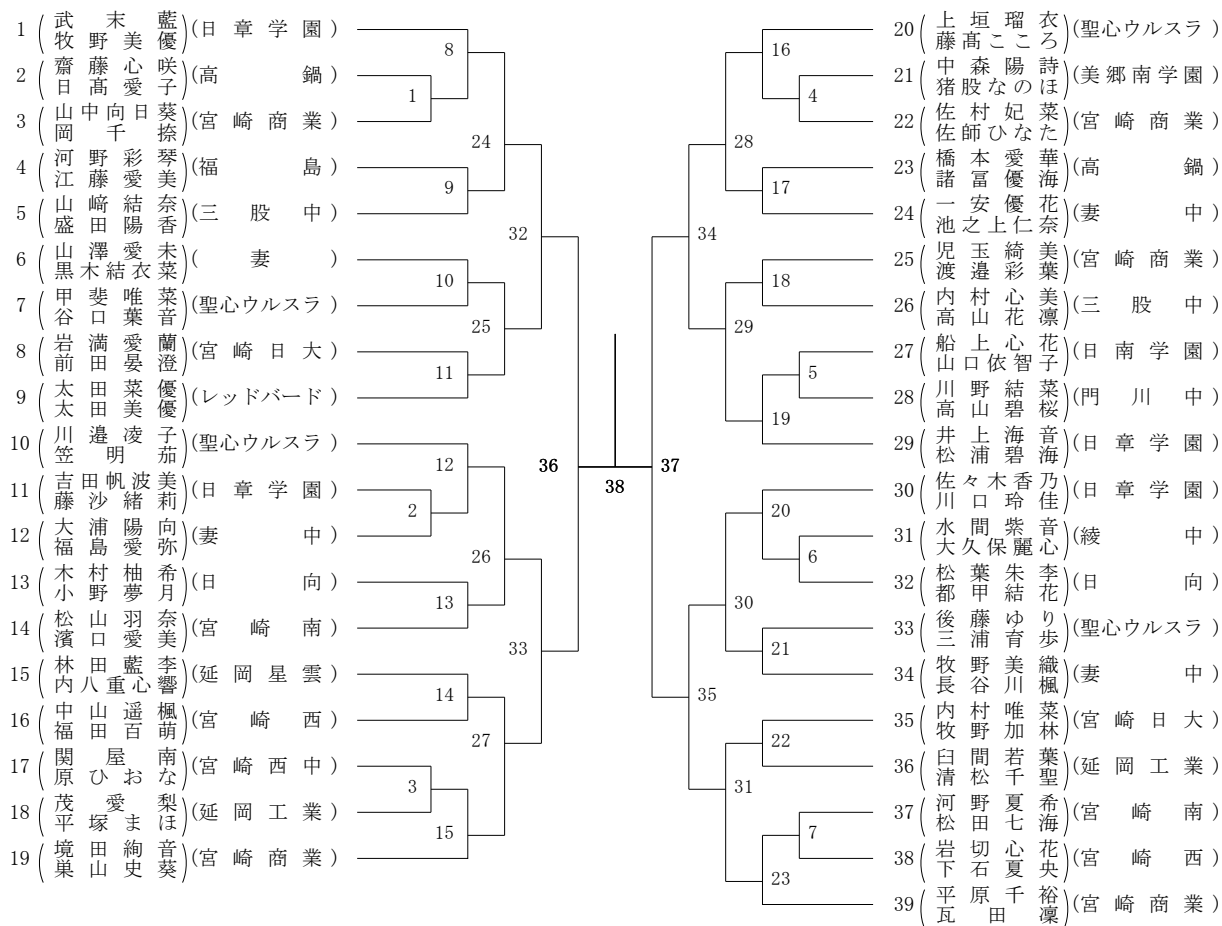 1 武末藍 牧野美優 (日章学園)
2 齋藤心咲 日髙愛子 (高鍋)
3 山中向日葵 岡千捺 (宮崎商業)
4 河野彩琴 江藤愛美 (福島)
5 山﨑結奈 盛田陽香 (三股中)
6 山澤愛未 黒木結衣菜 (妻)
7 甲斐唯菜 谷口葉音 (聖心ウルスラ)
8 岩満愛蘭 前田晏澄 (宮崎日大)
9 太田菜優 太田美優 (レッドバード)
10 川邉凌子 笠明茄 (聖心ウルスラ)
11 吉田帆波美 藤沙緒莉 (日章学園)
12 大浦陽向 福島愛弥 (妻中)
13 木村柚希 小野夢月 (日向)
14 松山羽奈 濱口愛美 (宮崎南)
15 林田藍李 内八重心響 (延岡星雲)
16 中山遥楓 福田百萌 (宮崎西)
17 関屋南 原ひおな (宮崎西中)
18 茂愛梨 平塚まほ (延岡工業)
19 境田絢音 巣山史葵 (宮崎商業)
8
1
24
9
32
10
25
11
12
2
26
13
33
14
27
3
15
36
38
37
16
4
28
17
34
18
29
5
19
20
6
30
21
35
22
31
7
23
20 上垣瑠衣 藤髙こころ (聖心ウルスラ)
21 中森陽詩 猪股なのほ (美郷南学園)
22 佐村妃菜 佐師ひなた (宮崎商業)
23 橋本愛華 諸冨優海 (高鍋)
24 一安優花 池之上仁奈 (妻中)
25 児玉綺美 渡邉彩葉 (宮崎商業)
26 内村心美 高山花凛 (三股中)
27 船上心花 山口依智子 (日南学園)
28 川野結菜 高山碧桜 (門川中)
29 井上海音 松浦碧海 (日章学園)
30 佐々木香乃 川口玲佳 (日章学園)
31 水間紫音 大久保麗心 (綾中)
32 松葉朱李 都甲結花 (日向)
33 後藤ゆり 三浦育歩 (聖心ウルスラ)
34 牧野美織 長谷川楓 (妻中)
35 内村唯菜 牧野加林 (宮崎日大)
36 臼間若葉 清松千聖 (延岡工業)
37 河野夏希 松田七海 (宮崎南)
38 岩切心花 下石夏央 (宮崎西)
39 平原千裕 瓦田凜 (宮崎商業)